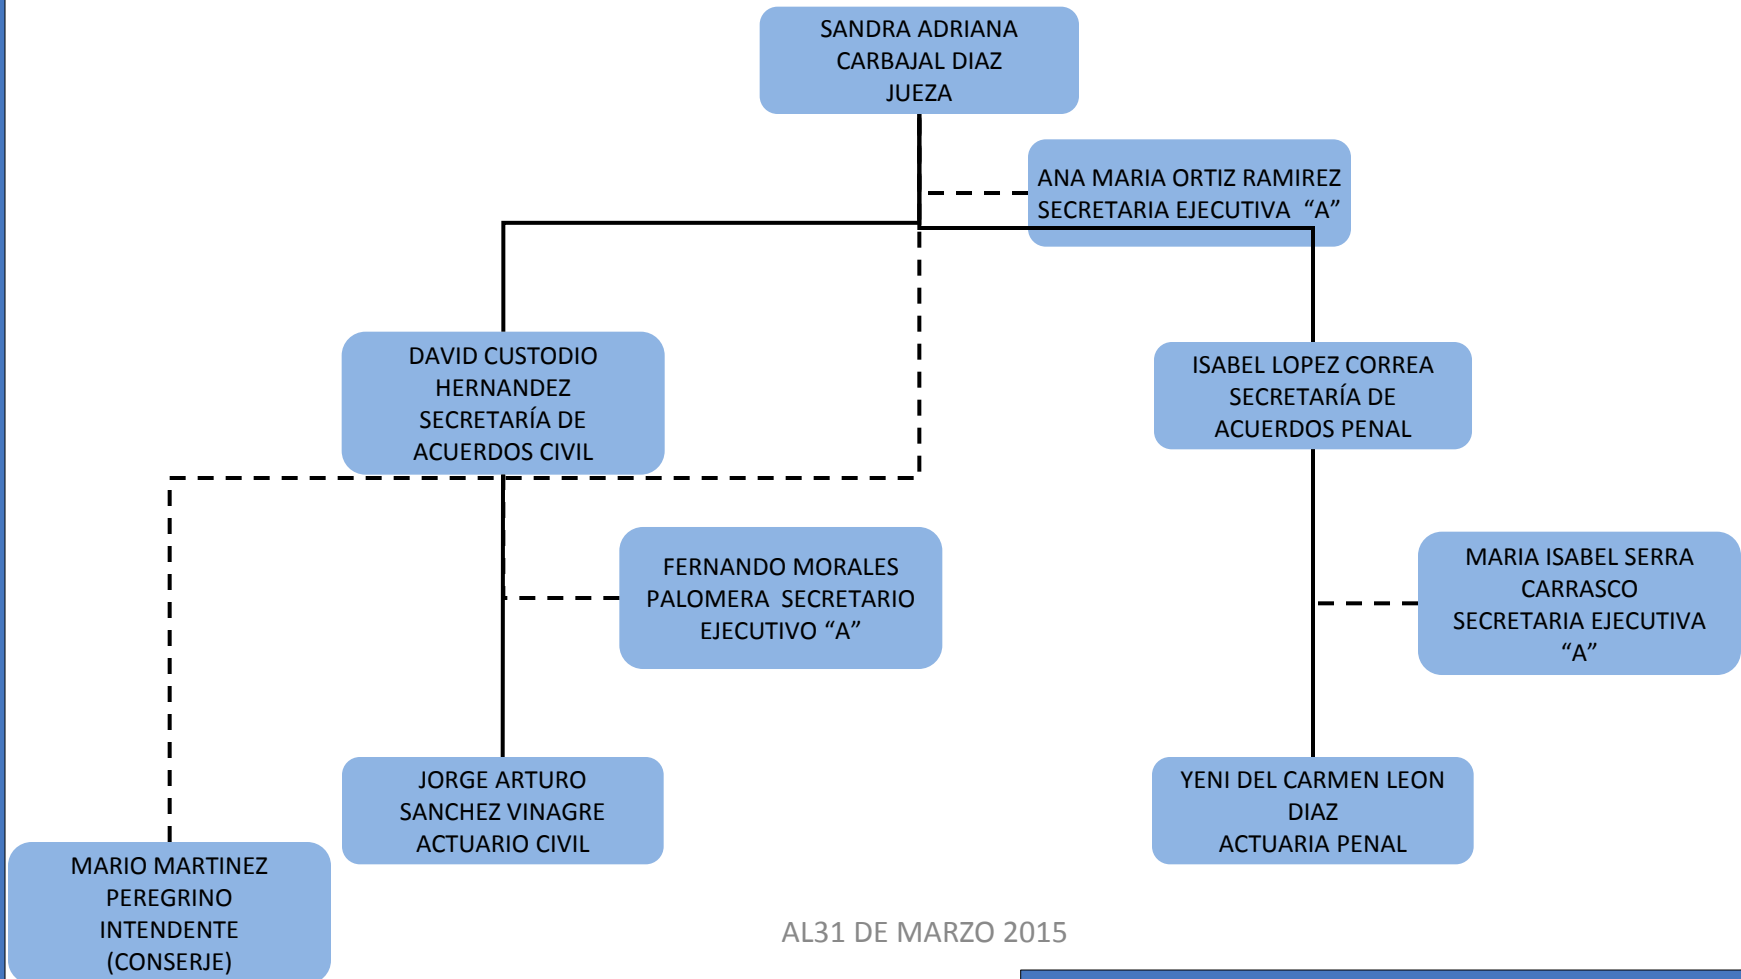 SANDRA ADRIANA
CARBAJAL DIAZ
JUEZA
ANA MARIA ORTIZ RAMIREZ
SECRETARIA EJECUTIVA “A”
DAVID CUSTODIO
HERNANDEZ
SECRETARÍA DE
ACUERDOS CIVIL
ISABEL LOPEZ CORREA
SECRETARÍA DE
ACUERDOS PENAL
FERNANDO MORALES
PALOMERA SECRETARIO
EJECUTIVO “A”
MARIA ISABEL SERRA
CARRASCO
SECRETARIA EJECUTIVA
“A”
JORGE ARTURO
SANCHEZ VINAGRE
ACTUARIO CIVIL
YENI DEL CARMEN LEON
DIAZ
ACTUARIA PENAL
MARIO MARTINEZ
PEREGRINO
INTENDENTE
(CONSERJE)
AL31 DE MARZO 2015